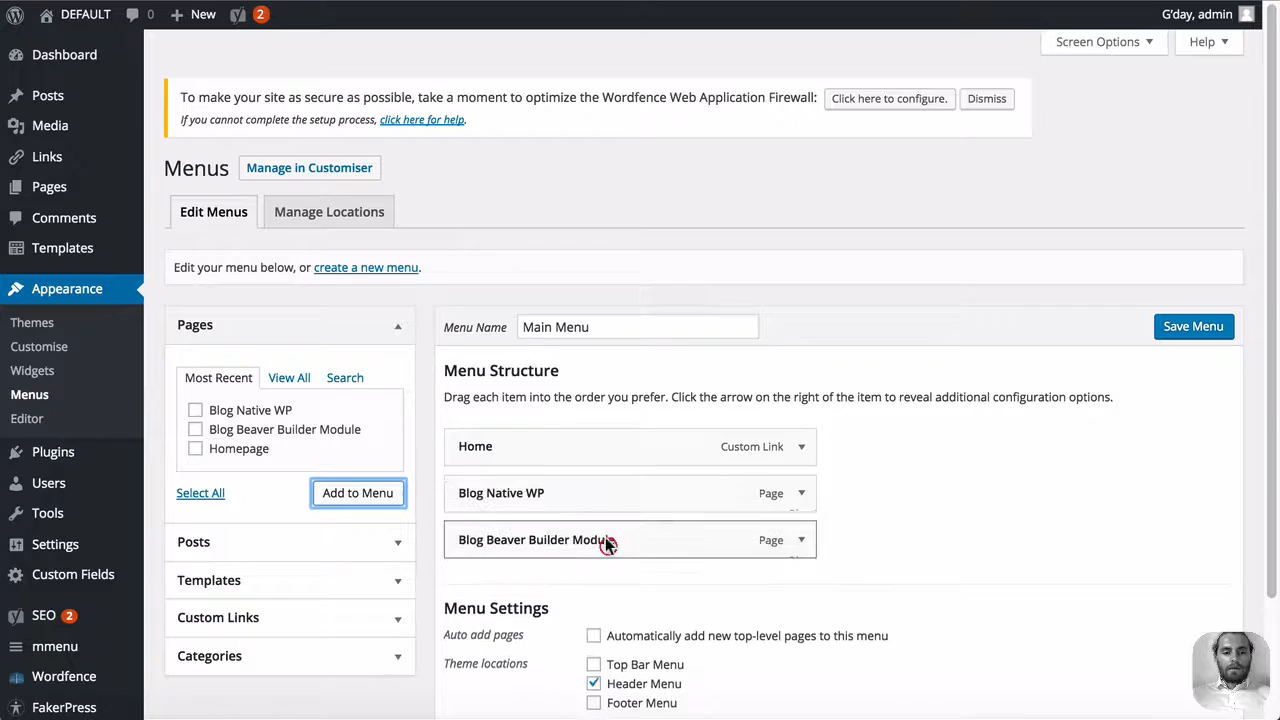 DEFAULT 0 New 2 G'day, admin
Screen Options Help
Dashboard
Posts
Media
Links
Pages
Comments
Templates
Appearance
Themes
Customise
Widgets
Menus
Editor
Plugins
Users
Tools
Settings
Custom Fields
SEO 2
mmenu
Wordfence
FakerPress
To make your site as secure as possible, take a moment to optimize the Wordfence Web Application Firewall: Click here to configure. Dismiss
If you cannot complete the setup process, click here for help.
Menus Manage in Customiser
Edit Menus Manage Locations
Edit your menu below, or create a new menu.
Pages
Most Recent View All Search
Blog Native WP
Blog Beaver Builder Module
Homepage
Select All Add to Menu
Posts
Templates
Custom Links
Categories
Menu Name Main Menu Save Menu
Menu Structure
Drag each item into the order you prefer. Click the arrow on the right of the item to reveal additional configuration options.
Home Custom Link
Blog Native WP Page
Blog Beaver Builder Module Page
Menu Settings
Auto add pages Automatically add new top-level pages to this menu
Theme locations Top Bar Menu
Header Menu
Footer Menu